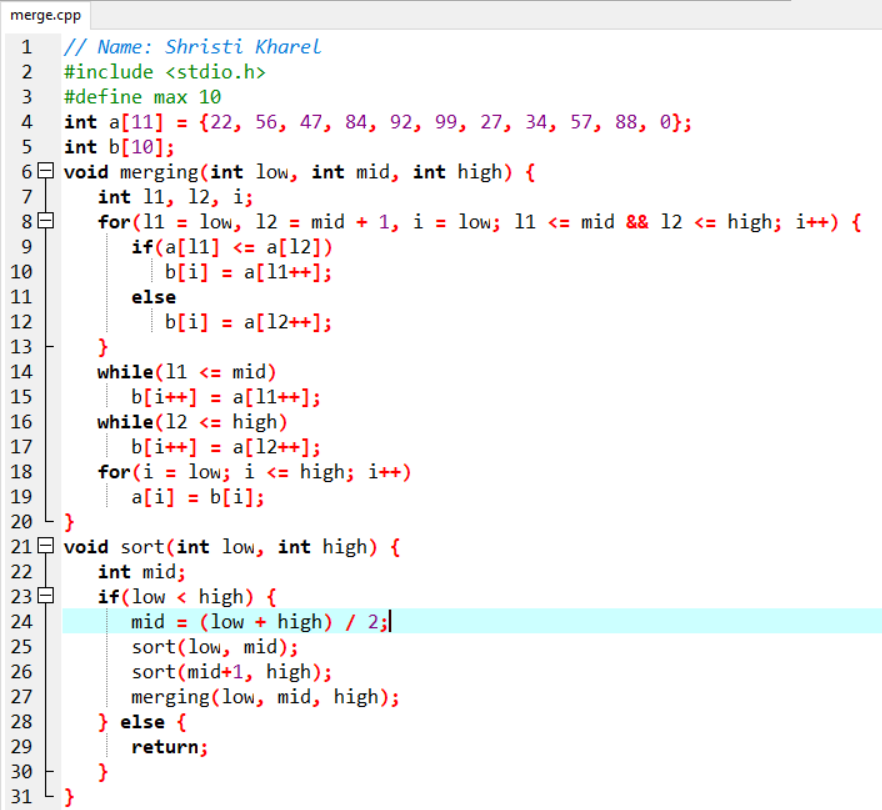 merge.cpp
1 // Name: Shristi Kharel
2 #include <stdio.h>
3 #define max 10
4 int a[11] = {22, 56, 47, 84, 92, 99, 27, 34, 57, 88, 0};
5 int b[10];
6 void merging(int low, int mid, int high) {
7 int l1, l2, i;
8 for(l1 = low, l2 = mid + 1, i = low; l1 <= mid && l2 <= high; i++) {
9 if(a[l1] <= a[l2])
10 b[i] = a[l1++];
11 else
12 b[i] = a[l2++];
13 }
14 while(l1 <= mid)
15 b[i++] = a[l1++];
16 while(l2 <= high)
17 b[i++] = a[l2++];
18 for(i = low; i <= high; i++)
19 a[i] = b[i];
20 }
21 void sort(int low, int high) {
22 int mid;
23 if(low < high) {
24 mid = (low + high) / 2;
25 sort(low, mid);
26 sort(mid+1, high);
27 merging(low, mid, high);
28 } else {
29 return;
30 }
31 }